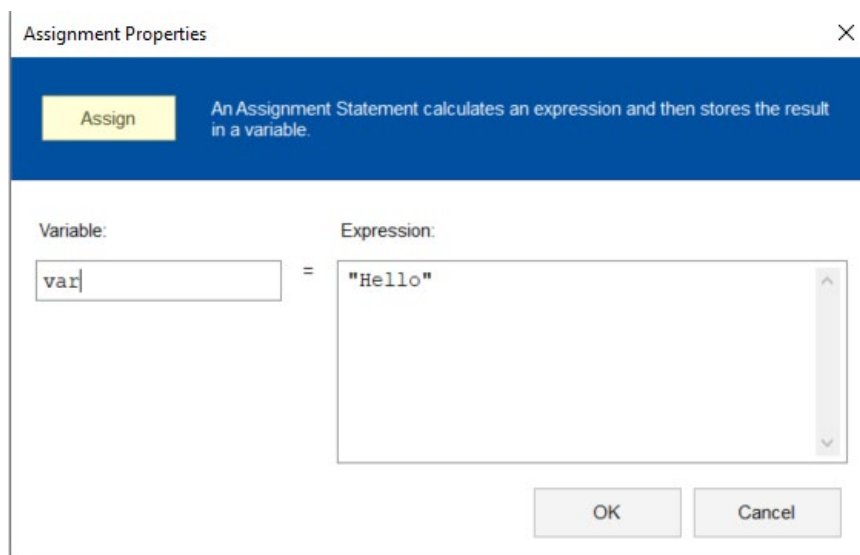 Assignment Properties
Assign
An Assignment Statement calculates an expression and then stores the result
in a variable.
Variable:
Expression:
var
=
"Hello"
OK
Cancel